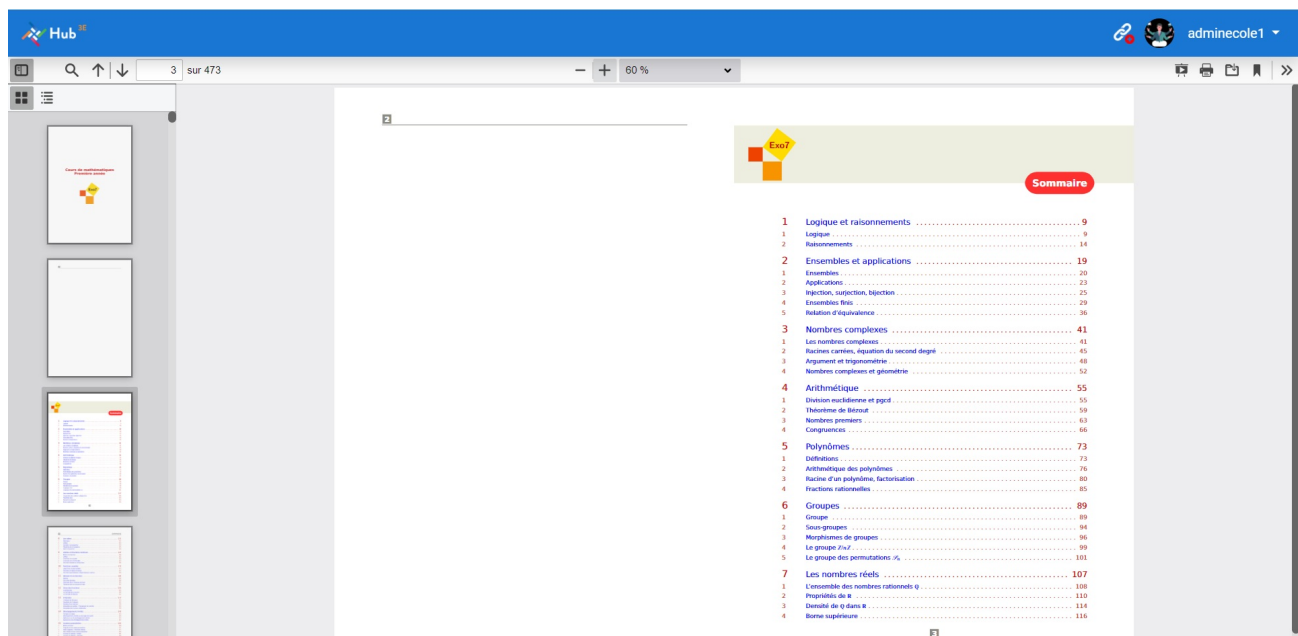 Hub 3E
adminecole1
3 sur 473
60 %
Cours de mathématiques
Première année
2
Exo7
Sommaire
1 Logique et raisonnements 9
1 Logique 9
2 Raisonnements 14
2 Ensembles et applications 19
1 Ensembles 20
2 Applications 23
3 Injection, surjection, bijection 25
4 Ensembles finis 29
5 Relation d'équivalence 36
3 Nombres complexes 41
1 Les nombres complexes 41
2 Racines carrées, équation du second degré 45
3 Argument et trigonométrie 48
4 Nombres complexes et géométrie 52
4 Arithmétique 55
1 Division euclidienne et pgcd 55
2 Théorème de Bézout 59
3 Nombres premiers 63
4 Congruences 66
5 Polynômes 73
1 Définitions 73
2 Arithmétique des polynômes 76
3 Racine d'un polynôme, factorisation 80
4 Fractions rationnelles 85
6 Groupes 89
1 Groupe 89
2 Sous-groupes 94
3 Morphismes de groupes 96
4 Le groupe Z/nZ 99
5 Le groupe des permutations Sn 101
7 Les nombres réels 107
1 L'ensemble des nombres rationnels Q 108
2 Propriétés de R 110
3 Densité de Q dans R 114
4 Borne supérieure 116
3